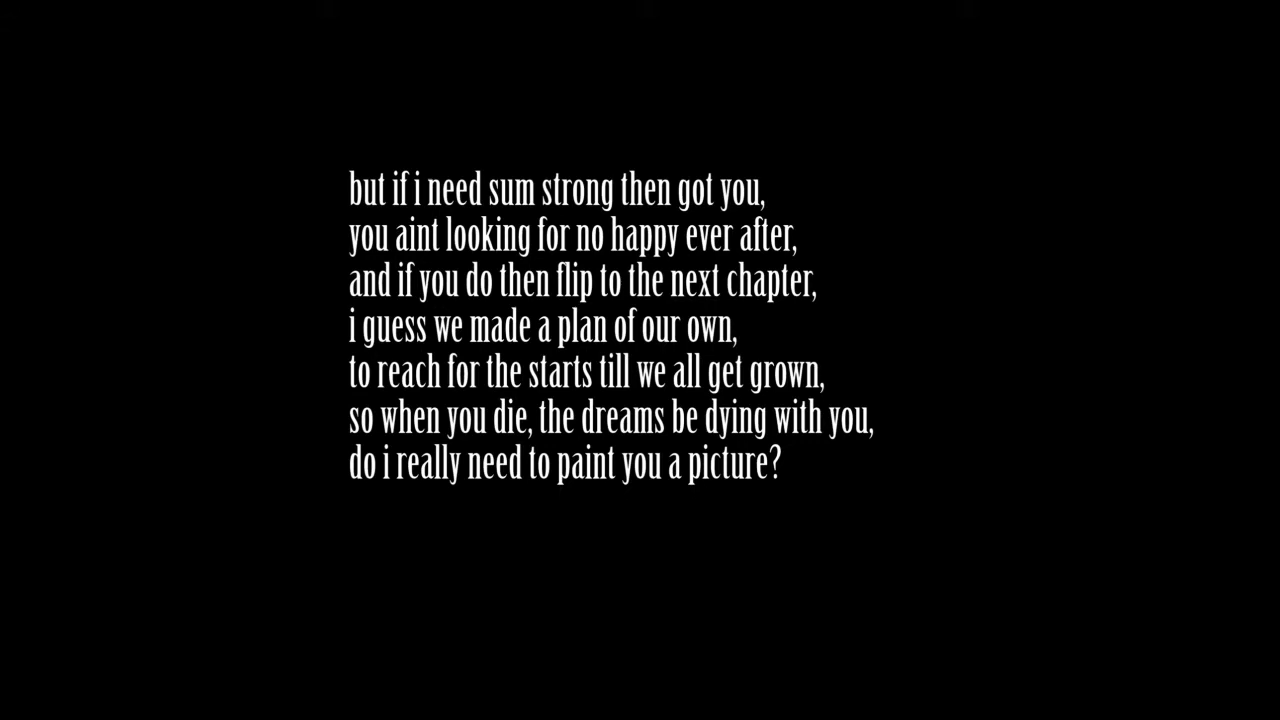 but if i need sum strong then got you,
you aint looking for no happy ever after,
and if you do then flip to the next chapter,
i guess we made a plan of our own,
to reach for the starts till we all get grown,
so when you die, the dreams be dying with you,
do i really need to paint you a picture?